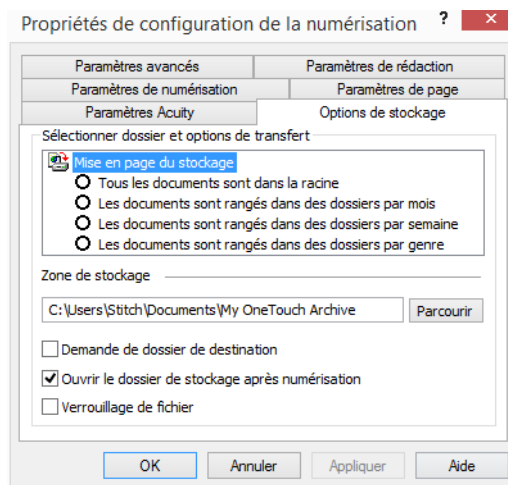 Propriétés de configuration de la numérisation ? ×
Paramètres avancés Paramètres de rédaction
Paramètres de numérisation Paramètres de page
Paramètres Acuity Options de stockage
Sélectionner dossier et options de transfert
Mise en page du stockage
Tous les documents sont dans la racine
Les documents sont rangés dans des dossiers par mois
Les documents sont rangés dans des dossiers par semaine
Les documents sont rangés dans des dossiers par genre
Zone de stockage
C:\Users\Stitch\Documents\My OneTouch Archive Parcourir
Demande de dossier de destination
Ouvrir le dossier de stockage après numérisation
Verrouillage de fichier
OK Annuler Appliquer Aide